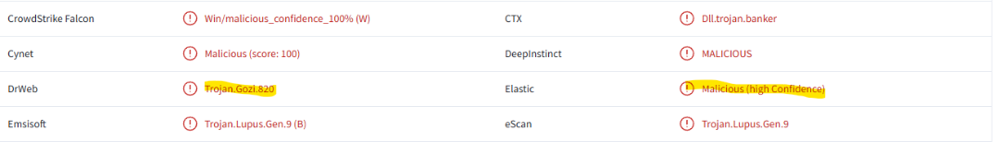 CrowdStrike Falcon Win/malicious_confidence_100% (W) CTX Dll.trojan.banker
Cynet Malicious (score: 100) DeepInstinct MALICIOUS
DrWeb Trojan.Gozi.820 Elastic Malicious (high Confidence)
Emsisoft Trojan.Lupus.Gen.9 (B) eScan Trojan.Lupus.Gen.9